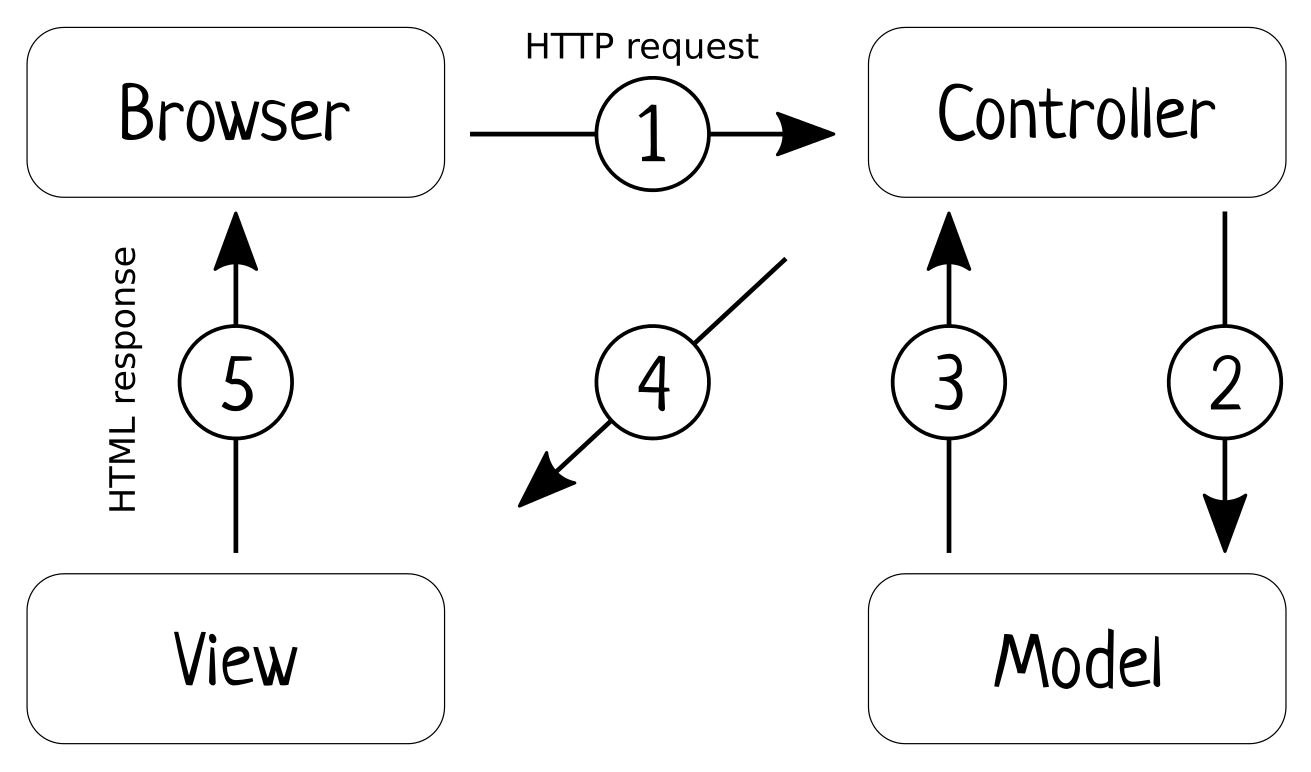 HTTP request
Browser
1
Controller
HTML response
5
4
3
2
View
Model